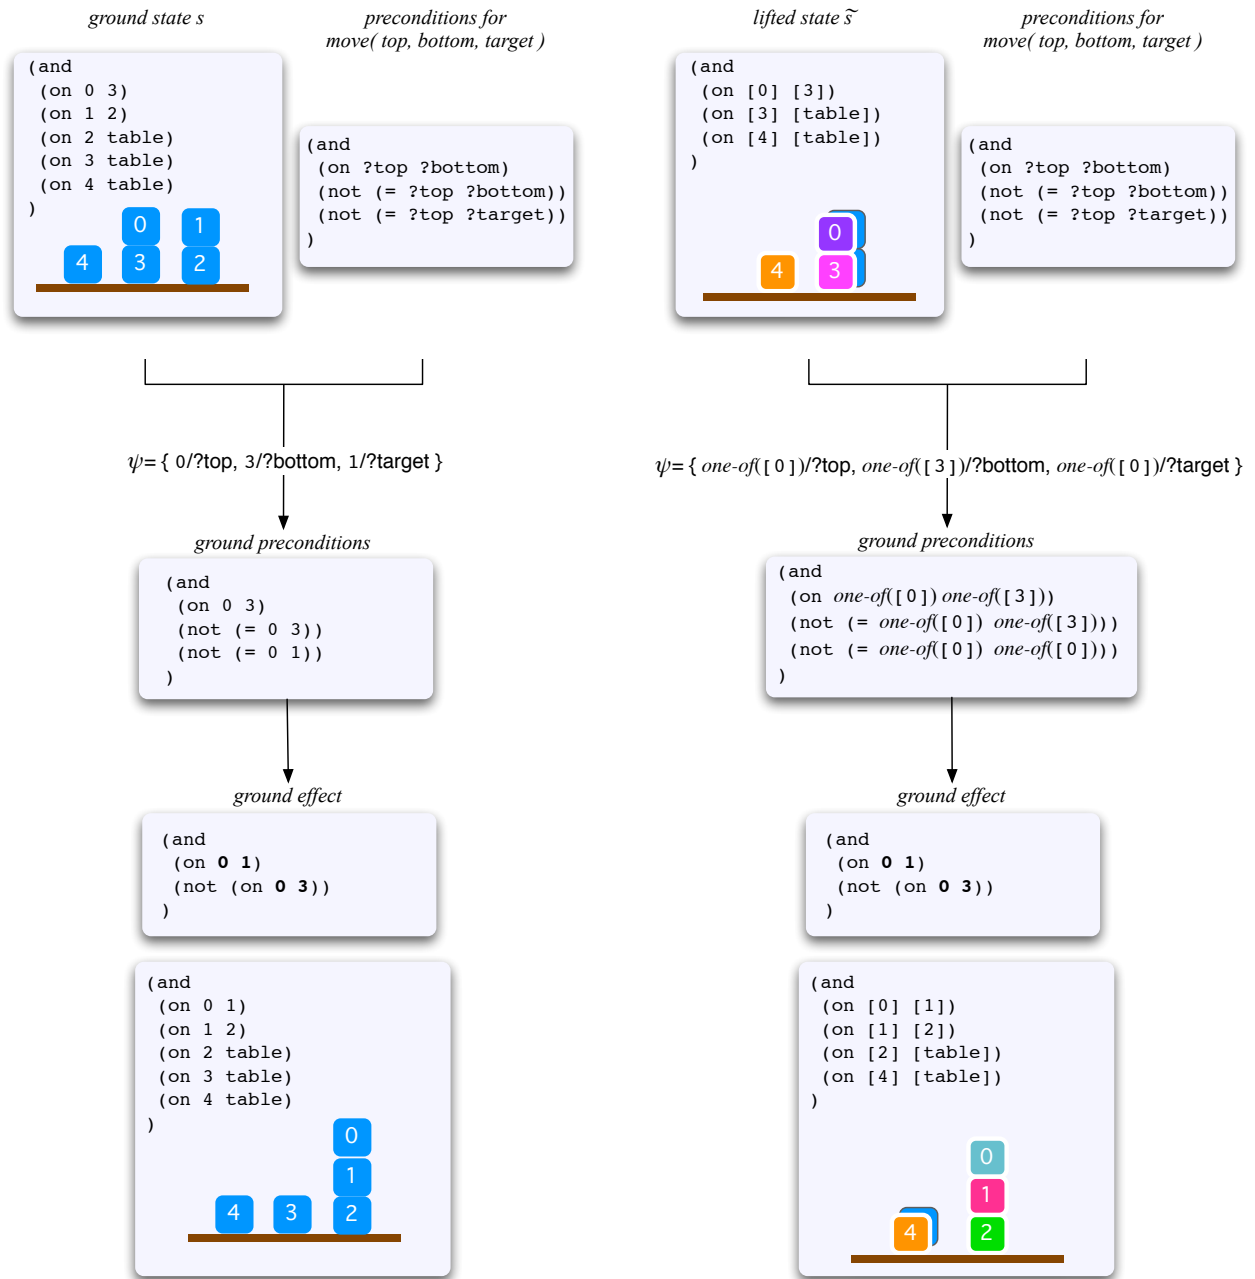 ground state s
preconditions for
move( top, bottom, target )
(and
(on 0 3)
(on 1 2)
(on 2 table)
(on 3 table)
(on 4 table)
)
0
1
4
3
2
(and
(on ?top ?bottom)
(not (= ?top ?bottom))
(not (= ?top ?target))
)
ψ= { 0/?top, 3/?bottom, 1/?target }
ground preconditions
(and
(on 0 3)
(not (= 0 3))
(not (= 0 1))
)
ground effect
(and
(on 0 1)
(not (on 0 3))
)
(and
(on 0 1)
(on 1 2)
(on 2 table)
(on 3 table)
(on 4 table)
)
0
1
4
3
2
lifted state s̃
preconditions for
move( top, bottom, target )
(and
(on [0] [3])
(on [3] [table])
(on [4] [table])
)
0
4
3
(and
(on ?top ?bottom)
(not (= ?top ?bottom))
(not (= ?top ?target))
)
ψ= { one-of([0])/?top, one-of([3])/?bottom, one-of([0])/?target }
ground preconditions
(and
(on one-of([0]) one-of([3]))
(not (= one-of([0]) one-of([3])))
(not (= one-of([0]) one-of([0])))
)
ground effect
(and
(on 0 1)
(not (on 0 3))
)
(and
(on [0] [1])
(on [1] [2])
(on [2] [table])
(on [4] [table])
)
0
1
4
2